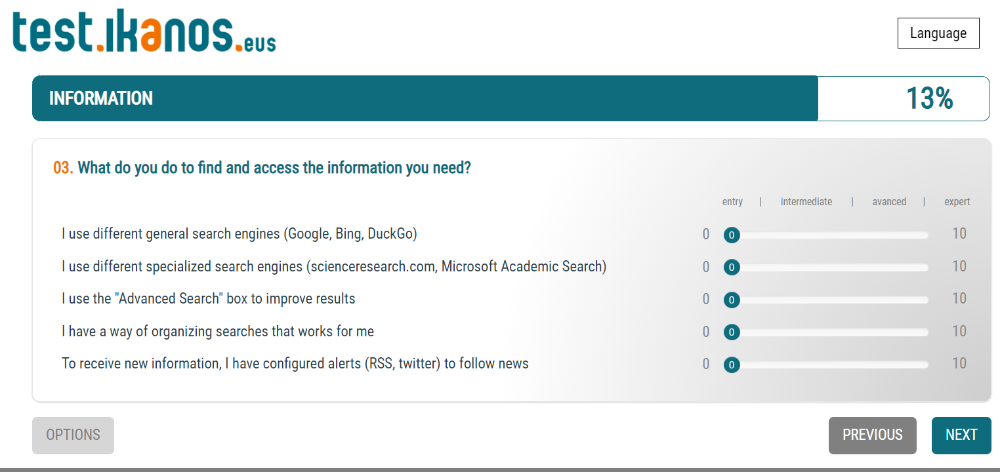 test.ikanos.eus
Language
INFORMATION 13%
03. What do you do to find and access the information you need?
entry | intermediate | avanced | expert
I use different general search engines (Google, Bing, DuckGo) 0 0 10
I use different specialized search engines (scienceresearch.com, Microsoft Academic Search) 0 0 10
I use the "Advanced Search" box to improve results 0 0 10
I have a way of organizing searches that works for me 0 0 10
To receive new information, I have configured alerts (RSS, twitter) to follow news 0 0 10
OPTIONS PREVIOUS NEXT